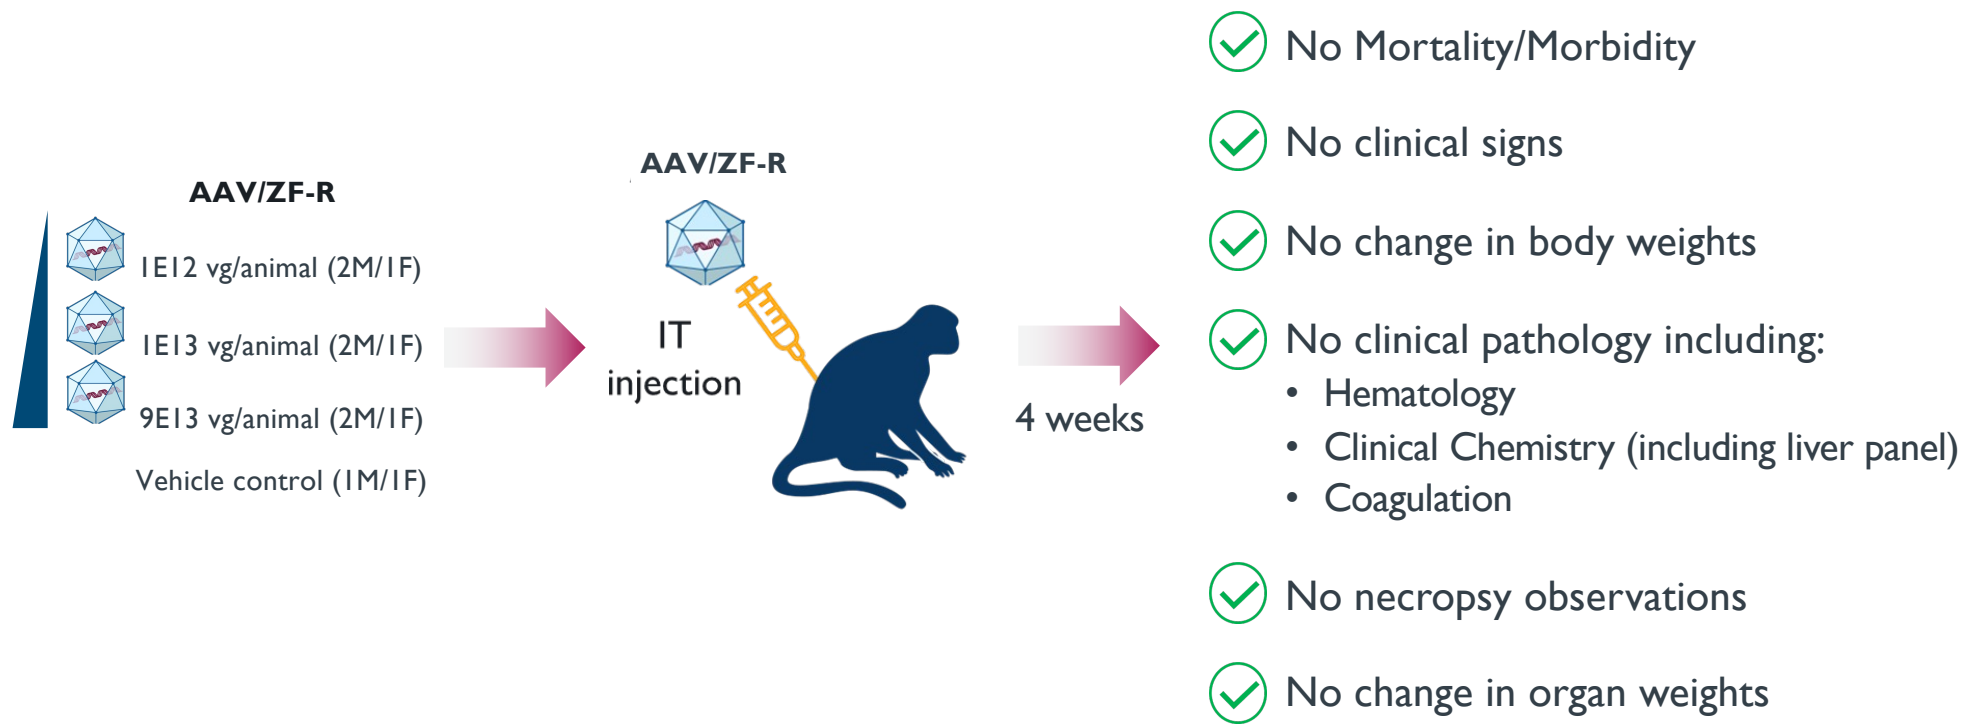 AAV/ZF-R
1E12 vg/animal (2M/1F)
1E13 vg/animal (2M/1F)
9E13 vg/animal (2M/1F)
Vehicle control (1M/1F)
AAV/ZF-R
IT
injection
4 weeks
No Mortality/Morbidity
No clinical signs
No change in body weights
No clinical pathology including:
• Hematology
• Clinical Chemistry (including liver panel)
• Coagulation
No necropsy observations
No change in organ weights